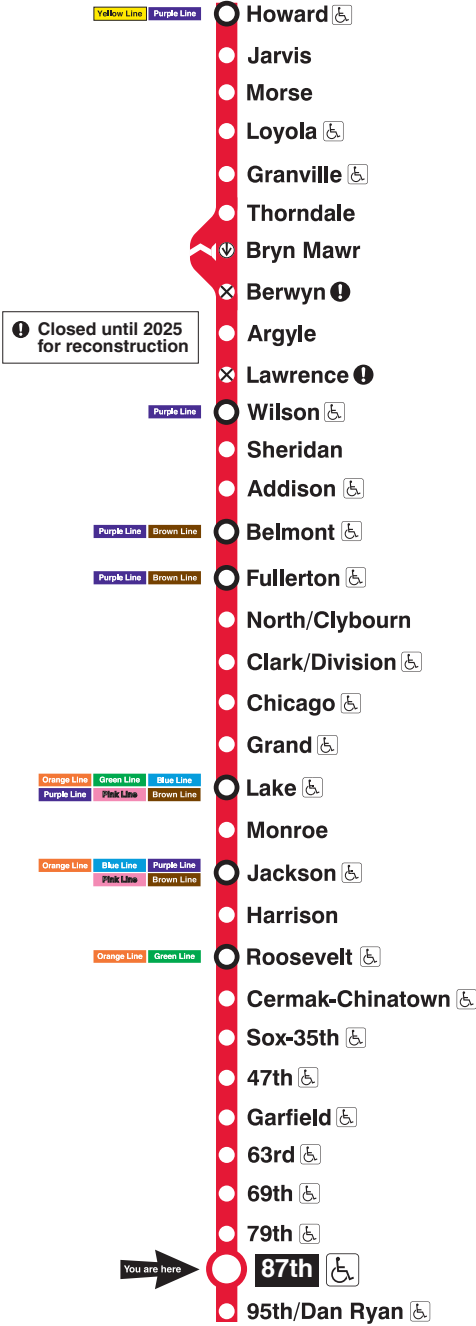 Yellow Line Purple Line Howard
Jarvis
Morse
Loyola
Granville
Thorndale
Bryn Mawr
Berwyn
Closed until 2025
for reconstruction
Argyle
Lawrence
Purple Line Wilson
Sheridan
Addison
Purple Line Brown Line Belmont
Purple Line Brown Line Fullerton
North/Clybourn
Clark/Division
Chicago
Grand
Orange Line Green Line Blue Line
Purple Line Pink Line Brown Line
Lake
Monroe
Orange Line Blue Line Purple Line
Pink Line Brown Line
Jackson
Harrison
Orange Line Green Line Roosevelt
Cermak-Chinatown
Sox-35th
47th
Garfield
63rd
69th
79th
You are here 87th
95th/Dan Ryan